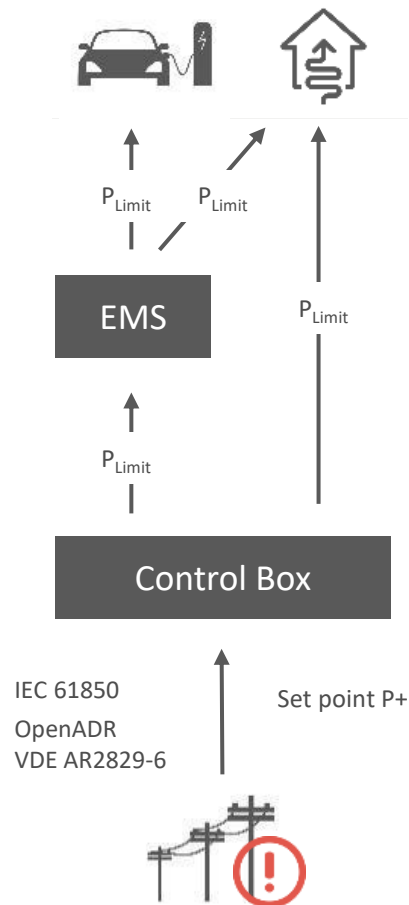 P_Limit P_Limit
EMS
P_Limit
P_Limit
Control Box
IEC 61850
Set point P+
OpenADR
VDE AR2829-6